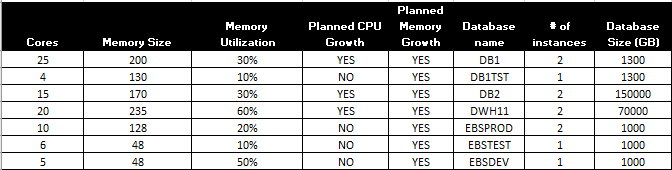 Cores Memory Size Memory Utilization Planned CPU Growth Planned Memory Growth Database name # of instances Database Size (GB)
25 200 30% YES YES DB1 2 1300
4 130 10% NO YES DB1TST 1 1300
15 170 30% YES YES DB2 2 150000
20 235 60% YES YES DWH11 2 70000
10 128 20% NO YES EBSPROD 2 1000
6 48 10% NO YES EBSTEST 1 1000
5 48 50% NO YES EBSDEV 1 1000